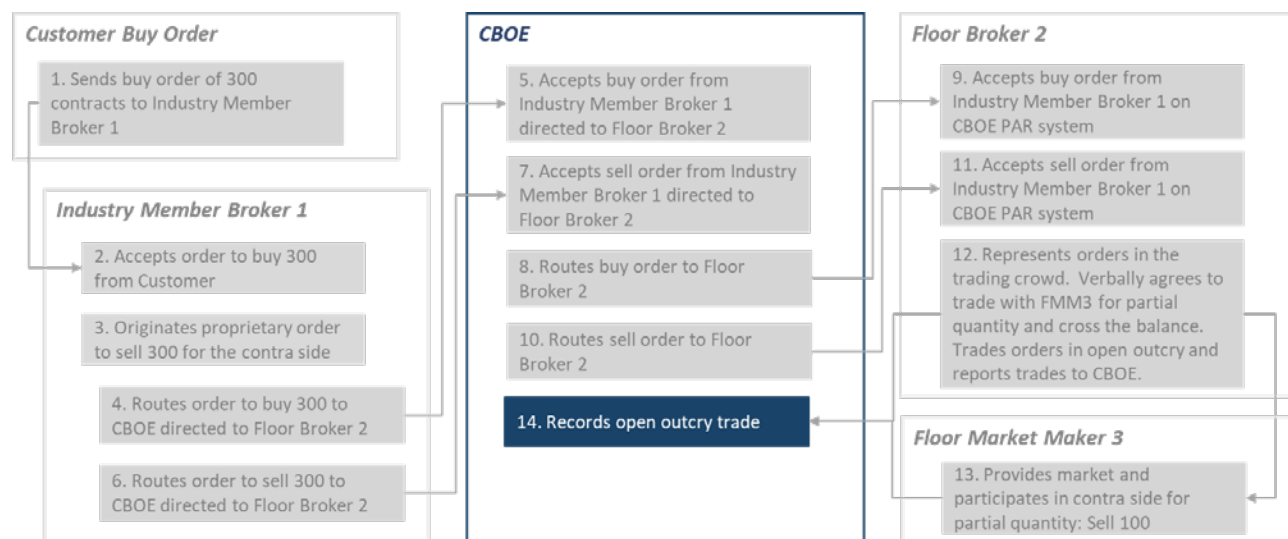 Customer Buy Order
1. Sends buy order of 300
contracts to Industry Member
Broker 1
Industry Member Broker 1
2. Accepts order to buy 300
from Customer
3. Originates proprietary order
to sell 300 for the contra side
4. Routes order to buy 300 to
CBOE directed to Floor Broker 2
6. Routes order to sell 300 to
CBOE directed to Floor Broker 2
CBOE
5. Accepts buy order from
Industry Member Broker 1
directed to Floor Broker 2
7. Accepts sell order from Industry
Member Broker 1 directed to
Floor Broker 2
8. Routes buy order to Floor
Broker 2
10. Routes sell order to Floor
Broker 2
14. Records open outcry trade
Floor Broker 2
9. Accepts buy order from
Industry Member Broker 1 on
CBOE PAR system
11. Accepts sell order from
Industry Member Broker 1 on
CBOE PAR system
12. Represents orders in the
trading crowd.  Verbally agrees to
trade with FMM3 for partial
quantity and cross the balance.
Trades orders in open outcry and
reports trades to CBOE.
Floor Market Maker 3
13. Provides market and
participates in contra side for
partial quantity: Sell 100